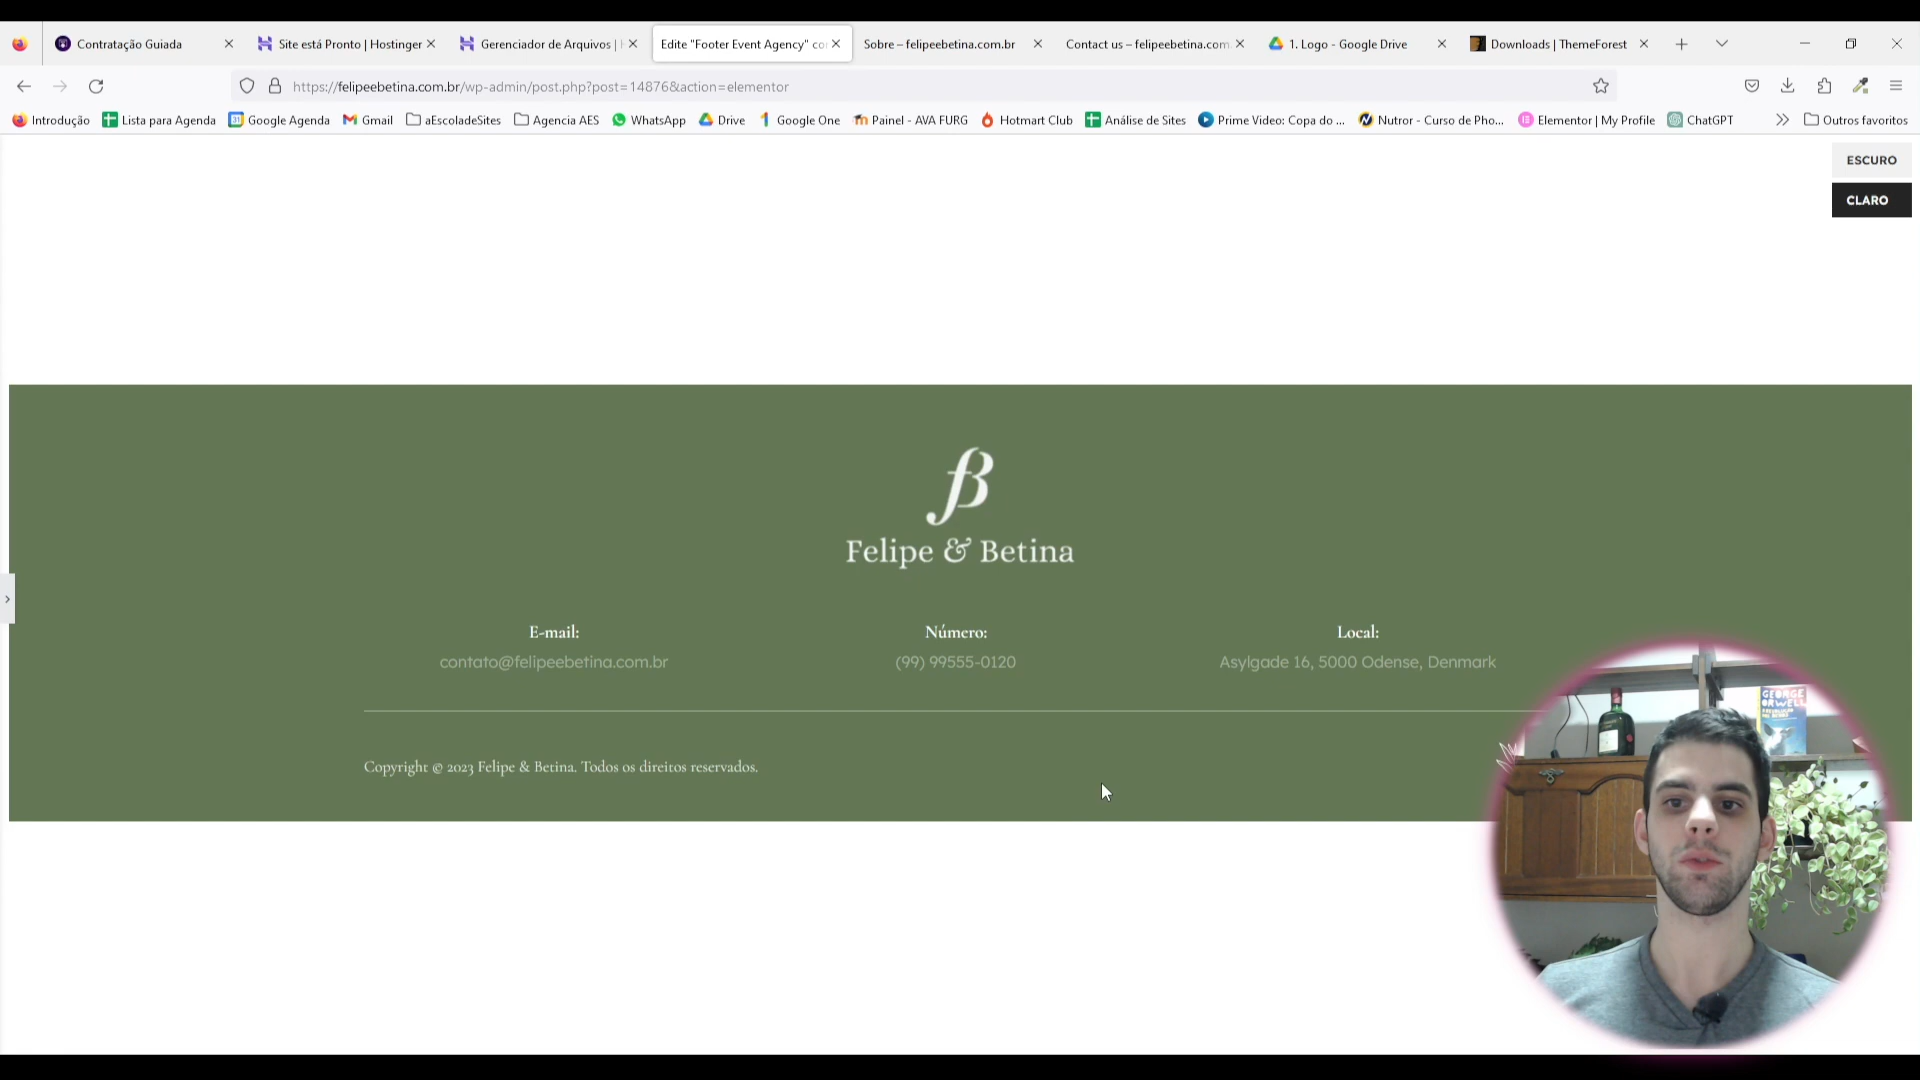 Contratação Guiada
Site está Pronto | Hostinger
Gerenciador de Arquivos |
Edite "Footer Event Agency" co
Sobre – felipeebetina.com.br
Contact us – felipeebetina.com
1. Logo - Google Drive
Downloads | ThemeForest
https://felipeebetina.com.br/wp-admin/post.php?post=14876&action=elementor
Introdução
Lista para Agenda
Google Agenda
Gmail
aEscoladeSites
Agencia AES
WhatsApp
Drive
Google One
Painel - AVA FURG
Hotmart Club
Análise de Sites
Prime Video: Copa do ...
Nutror - Curso de Pho...
Elementor | My Profile
ChatGPT
Outros favoritos
ESCURO
CLARO
Felipe & Betina
E-mail:
contato@felipeebetina.com.br
Número:
(99) 99555-0120
Local:
Asylgade 16, 5000 Odense, Denmark
Copyright © 2023 Felipe & Betina. Todos os direitos reservados.
GEORGE
ORWELL